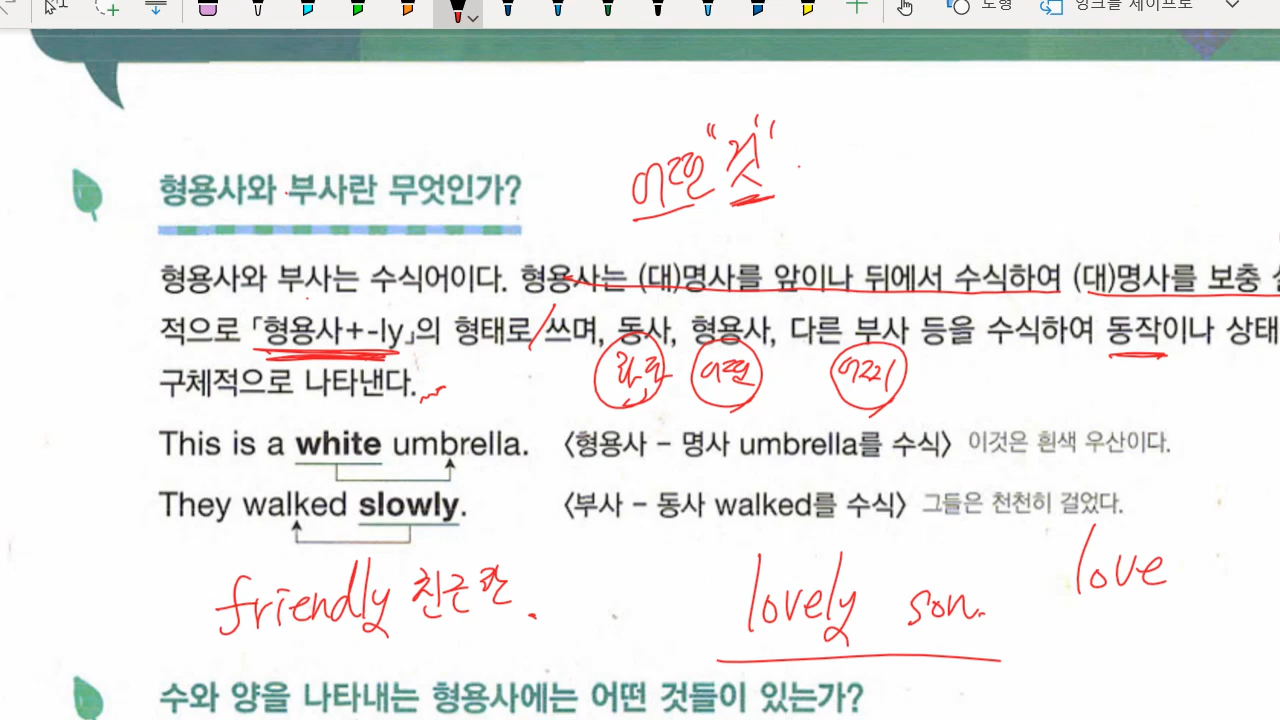 도형
잉크를 셰이프로
어떤 "것"
형용사와 부사란 무엇인가?
형용사와 부사는 수식어이다. 형용사는 (대)명사를 앞이나 뒤에서 수식하여 (대)명사를 보충
적으로 「형용사+-ly」의 형태로 쓰며, 동사, 형용사, 다른 부사 등을 수식하여 동작이나 상태
어떤
구체적으로 나타낸다.
This is a white umbrella. 〈형용사 – 명사 umbrella를 수식〉 이것은 흰색 우산이다.
They walked slowly. 〈부사 – 동사 walked를 수식〉 그들은 천천히 걸었다.
friendly 친근한. lovely son. love
수와 양을 나타내는 형용사에는 어떤 것들이 있는가?